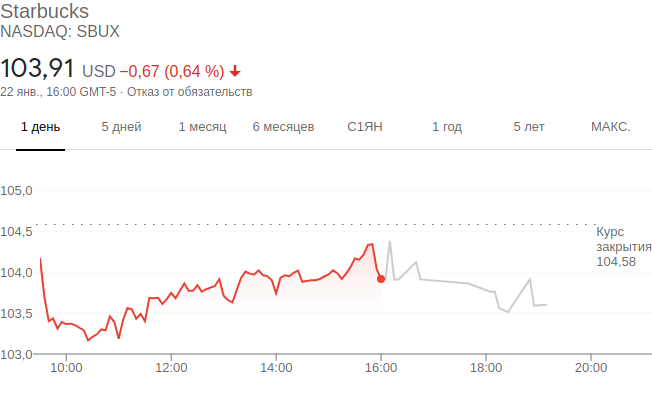 Starbucks
NASDAQ: SBUX
103,91 USD −0,67 (0,64 %)
22 янв., 16:00 GMT-5 · Отказ от обязательств
1 день 5 дней 1 месяц 6 месяцев С1ЯН 1 год 5 лет МАКС.
105,0
104,5
Курс
закрытия
104,58
104,0
103,5
103,0
10:00 12:00 14:00 16:00 18:00 20:00